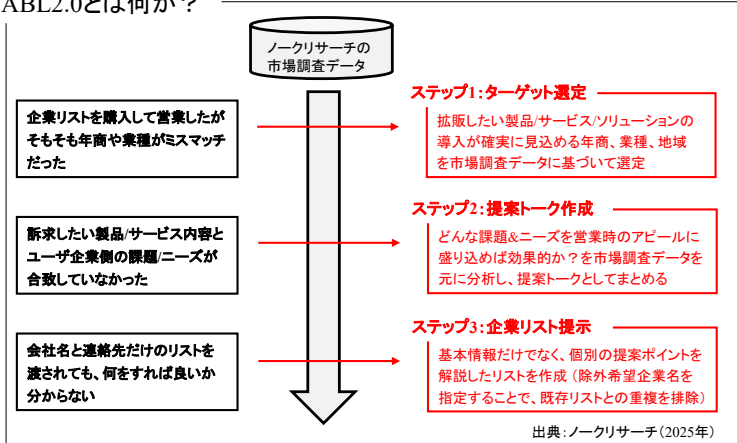 ABL2.0とは何か？
ノークリサーチの
市場調査データ
企業リストを購入して営業したが
そもそも年商や業種がミスマッチ
だった
ステップ1：ターゲット選定
拡販したい製品/サービス/ソリューションの
導入が確実に見込める年商、業種、地域
を市場調査データに基づいて選定
訴求したい製品/サービス内容と
ユーザ企業側の課題/ニーズが
合致していなかった
ステップ2：提案トーク作成
どんな課題&ニーズを営業時のアピールに
盛り込めば効果的か？を市場調査データを
元に分析し、提案トークとしてまとめる
会社名と連絡先だけのリストを
渡されても、何をすれば良いか
分からない
ステップ3：企業リスト提示
基本情報だけでなく、個別の提案ポイントを
解説したリストを作成（除外希望企業名を
指定することで、既存リストとの重複を排除）
出典：ノークリサーチ（2025年）